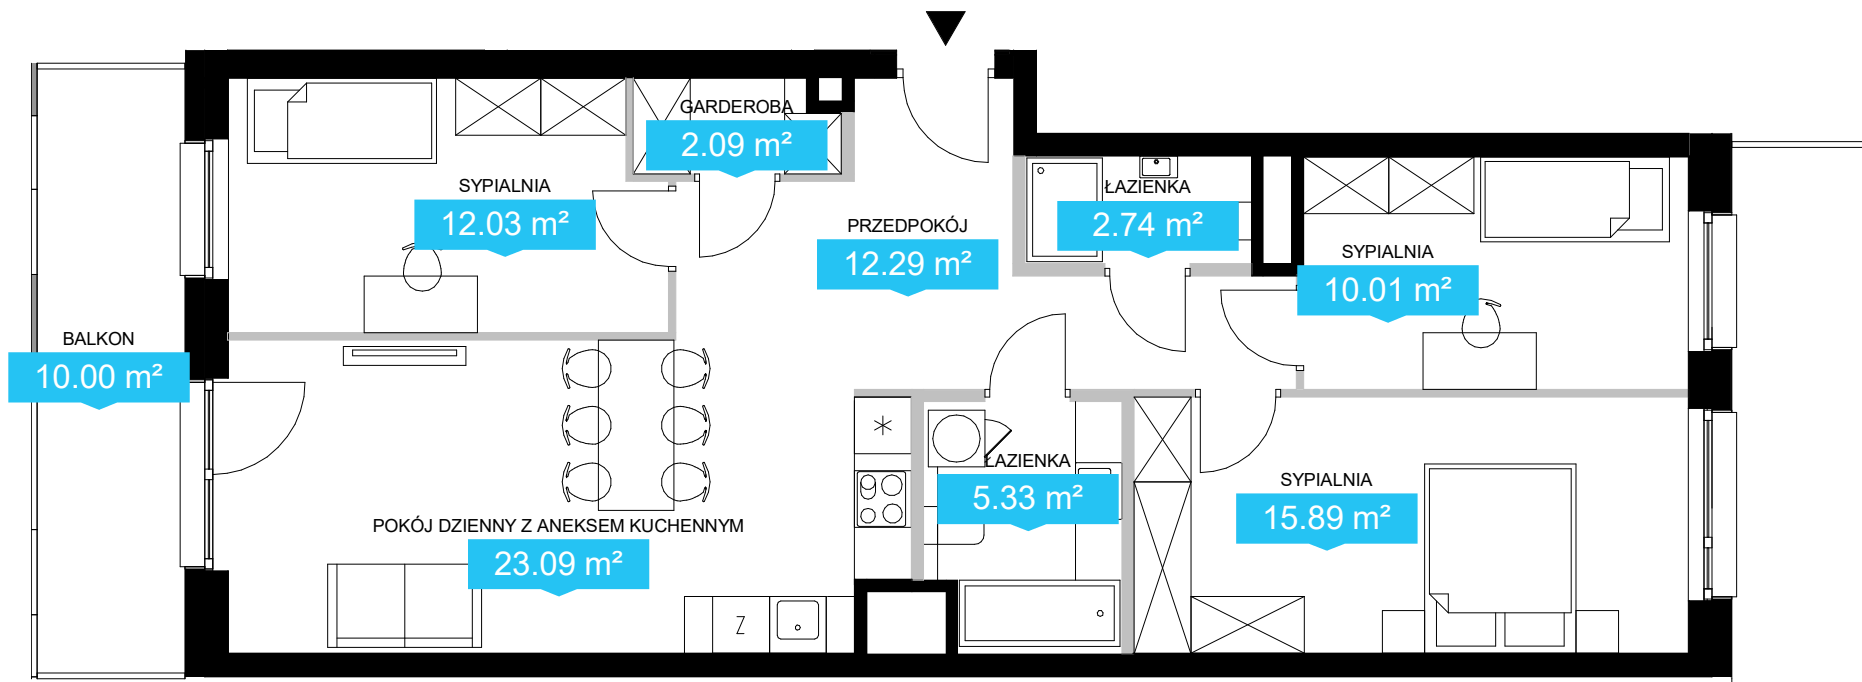 GARDEROBA
2.09 m²
SYPIALNIA
12.03 m²
ŁAZIENKA
2.74 m²
PRZEDPOKÓJ
12.29 m²
SYPIALNIA
10.01 m²
BALKON
10.00 m²
ŁAZIENKA
5.33 m²
SYPIALNIA
15.89 m²
POKÓJ DZIENNY Z ANEKSEM KUCHENNYM
23.09 m²
Z